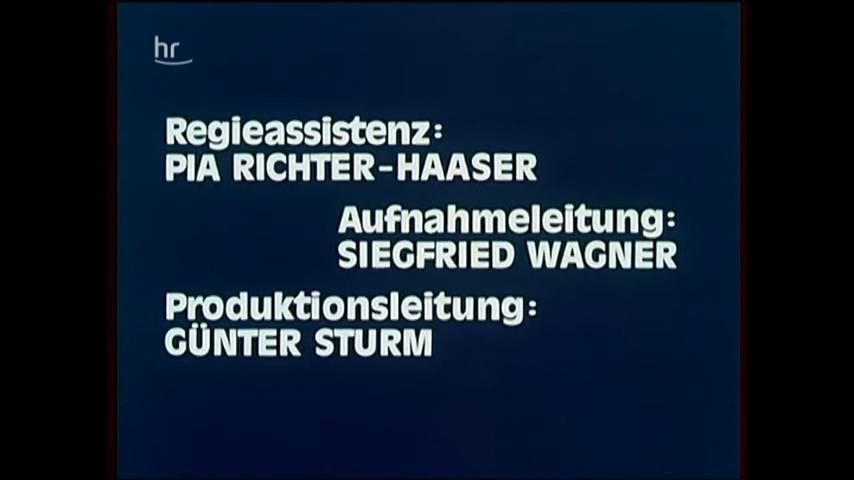 hr
Regieassistenz:
PIA RICHTER-HAASER
Aufnahmeleitung:
SIEGFRIED WAGNER
Produktionsleitung:
GÜNTER STURM